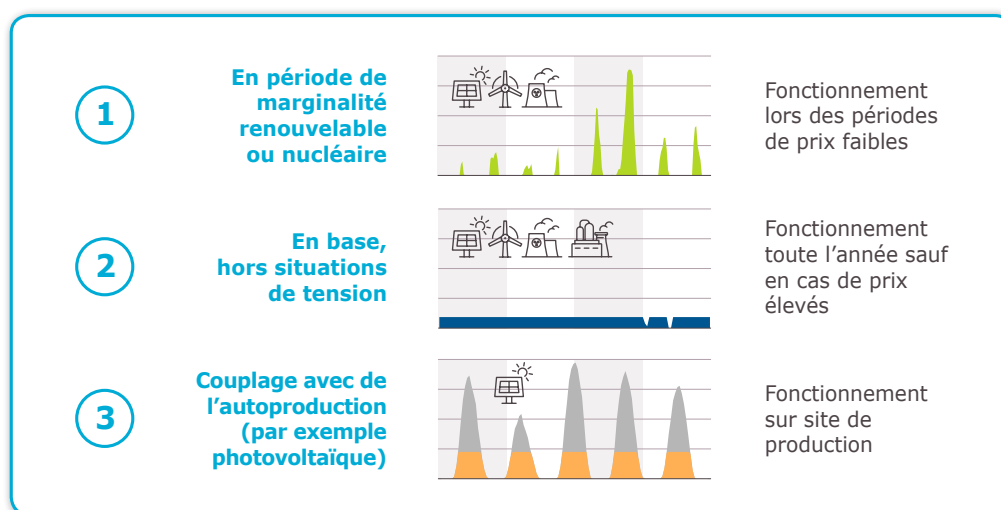 1
En période de
marginalité
renouvelable
ou nucléaire
Fonctionnement
lors des périodes
de prix faibles
2
En base,
hors situations
de tension
Fonctionnement
toute l’année sauf
en cas de prix
élevés
3
Couplage avec de
l’autoproduction
(par exemple
photovoltaïque)
Fonctionnement
sur site de
production